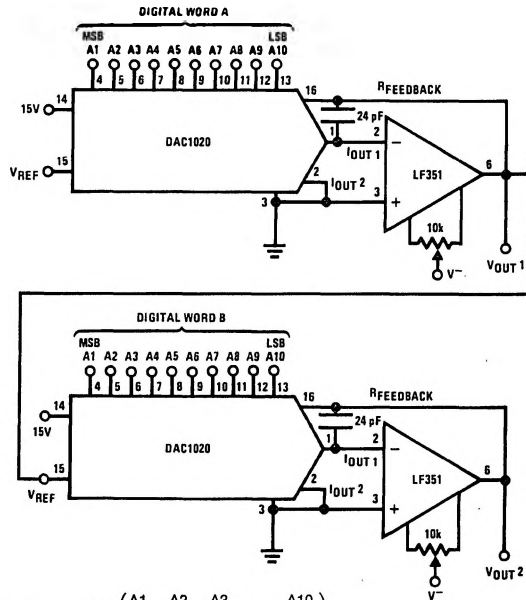 DIGITAL WORD A
MSB LSB
A1 A2 A3 A4 A5 A6 A7 A8 A9 A10
4 5 6 7 8 9 10 11 12 13
15V 14
16 RFEEDBACK
24 pF
DAC1020
1 IOUT 1 2 −
LF351
6
VREF 15
2 IOUT 2
3
3 +
10k
V−
VOUT 1
DIGITAL WORD B
MSB LSB
A1 A2 A3 A4 A5 A6 A7 A8 A9 A10
4 5 6 7 8 9 10 11 12 13
15V 14
16 RFEEDBACK
24 pF
DAC1020
1 IOUT 1 2 −
LF351
6
VREF 15
2 IOUT 2
3
3 +
10k
V−
VOUT 2
(A1 A2 A3 A10)